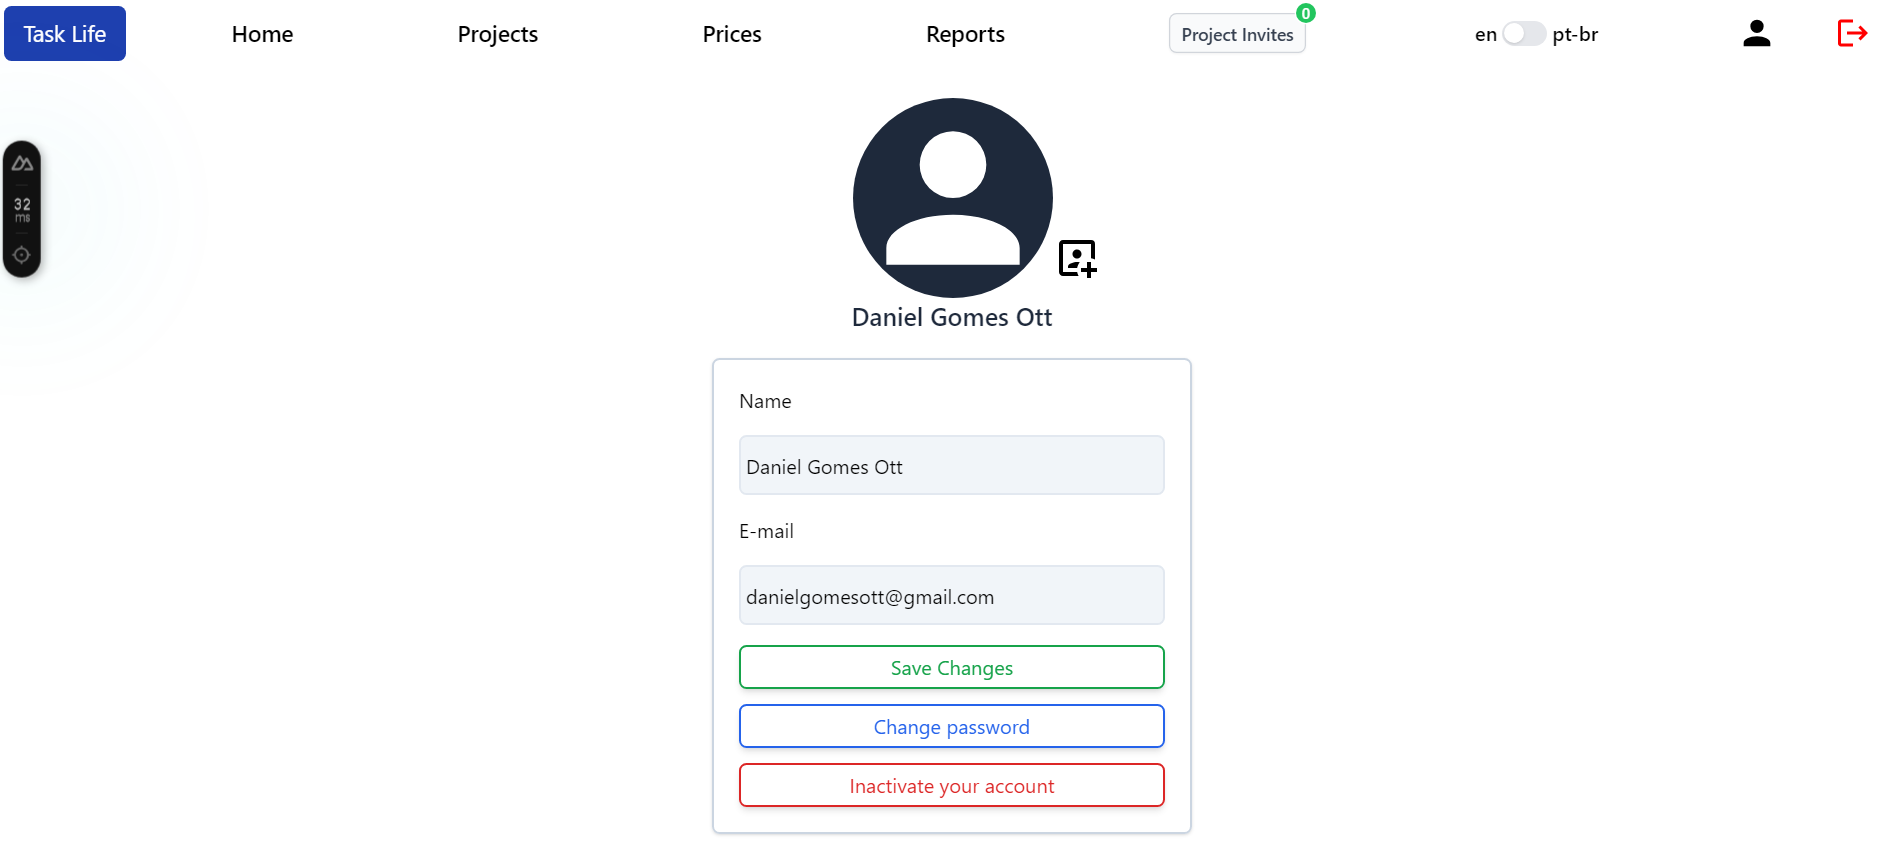 Task Life
Home
Projects
Prices
Reports
Project Invites
0
en
pt-br
32
ms
Daniel Gomes Ott
Name
Daniel Gomes Ott
E-mail
danielgomesott@gmail.com
Save Changes
Change password
Inactivate your account